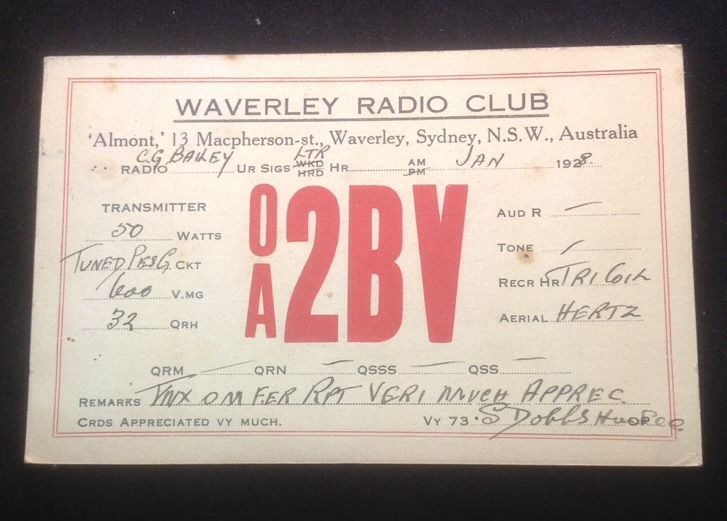 WAVERLEY RADIO CLUB
'Almont,' 13 Macpherson-st., Waverley, Sydney, N.S.W., Australia
RADIO C.G. BAILEY UR SIGS LTR WKD HRD HR AM PM JAN 1928
TRANSMITTER
50 WATTS
TUNED P&G. CKT
600 V.MG
32 QRH
OA 2BV
AUD R —
TONE —
RECR HR TRI COIL
AERIAL HERTZ
QRM — QRN — QSSS — QSS —
REMARKS TNX OM FER RPT VERI MUCH APPREC
CRDS APPRECIATED VY MUCH. VY 73. S Dobbs Hon Sec OP